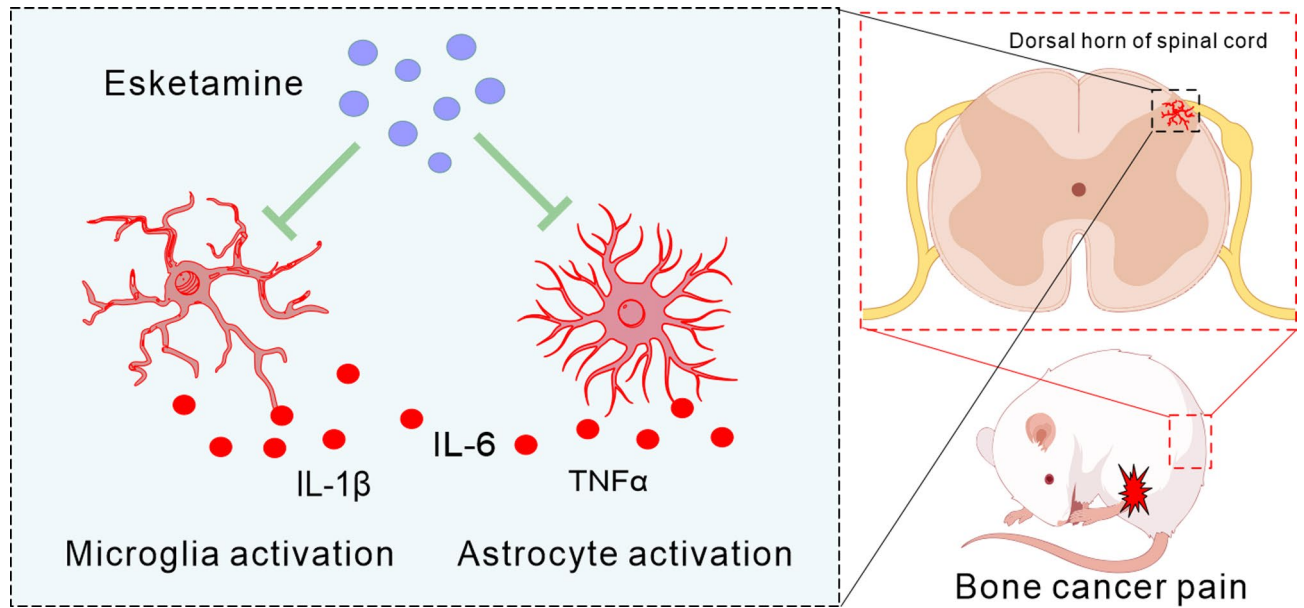 Esketamine
IL-6
IL-1β
TNFα
Microglia activation
Astrocyte activation
Dorsal horn of spinal cord
Bone cancer pain